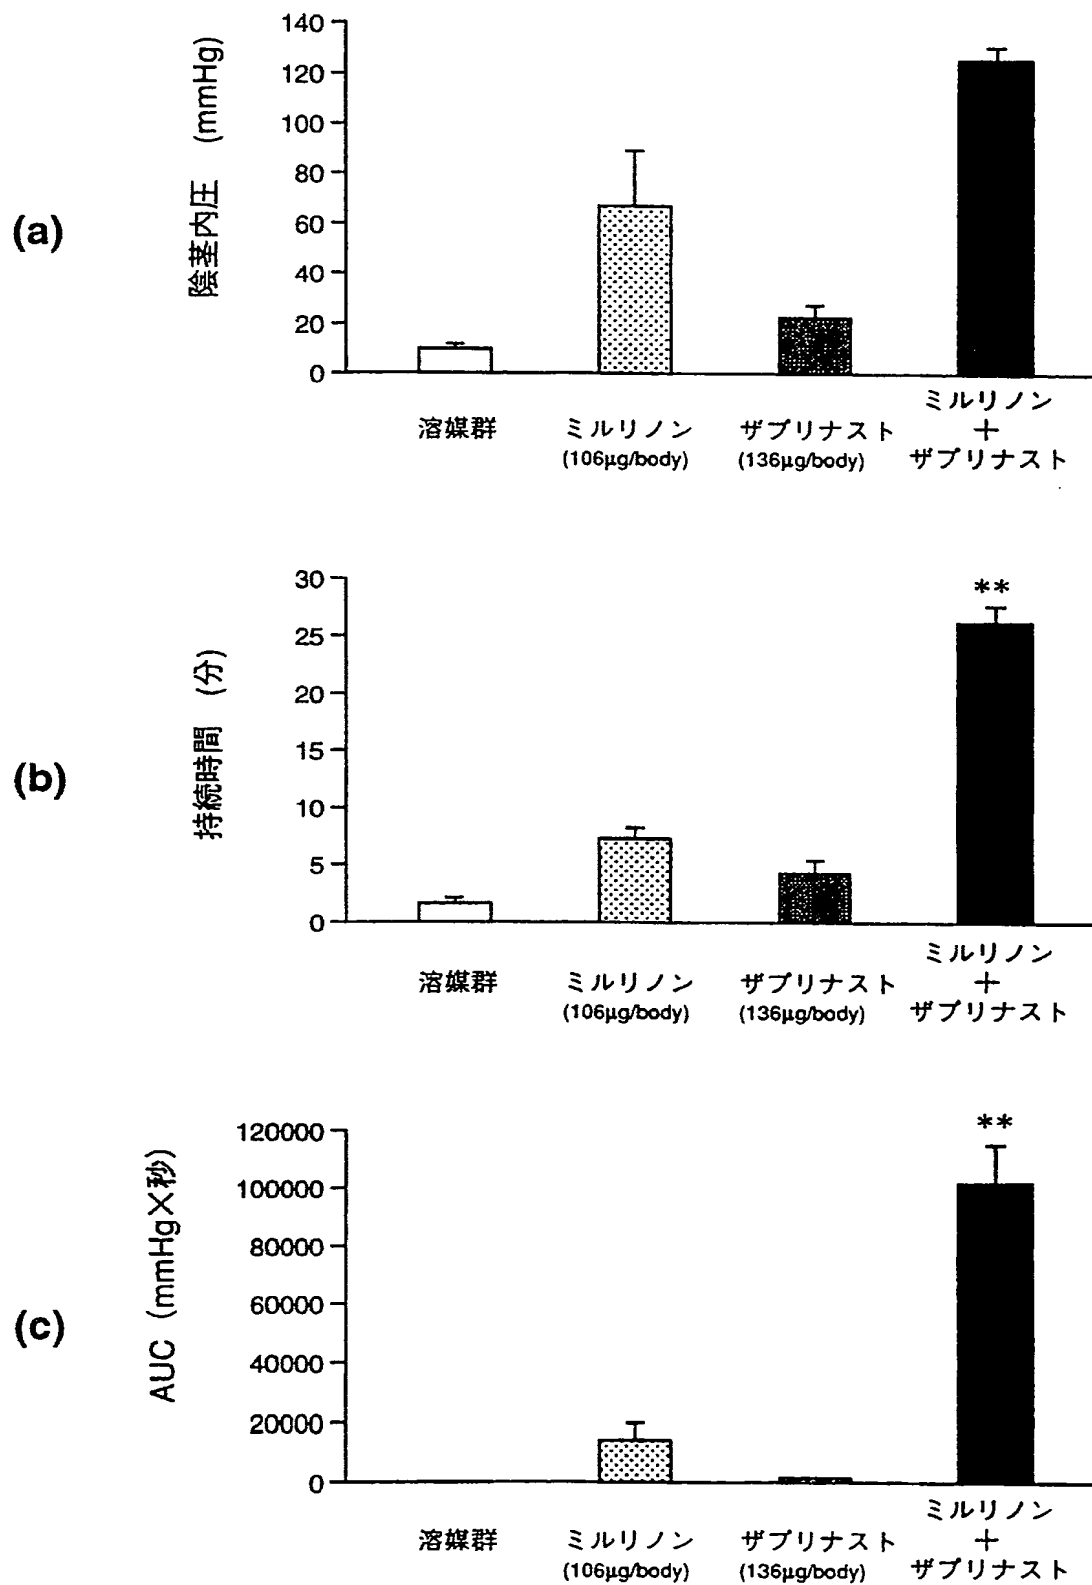 (a)
陰茎内圧 (mmHg)
140
120
100
80
60
40
20
0
溶媒群
ミルリノン
(106μg/body)
ザプリナスト
(136μg/body)
ミルリノン
+
ザプリナスト
(b)
持続時間 (分)
30
25
20
15
10
5
0
**
溶媒群
ミルリノン
(106μg/body)
ザプリナスト
(136μg/body)
ミルリノン
+
ザプリナスト
(c)
AUC (mmHg×秒)
120000
100000
80000
60000
40000
20000
0
**
溶媒群
ミルリノン
(106μg/body)
ザプリナスト
(136μg/body)
ミルリノン
+
ザプリナスト